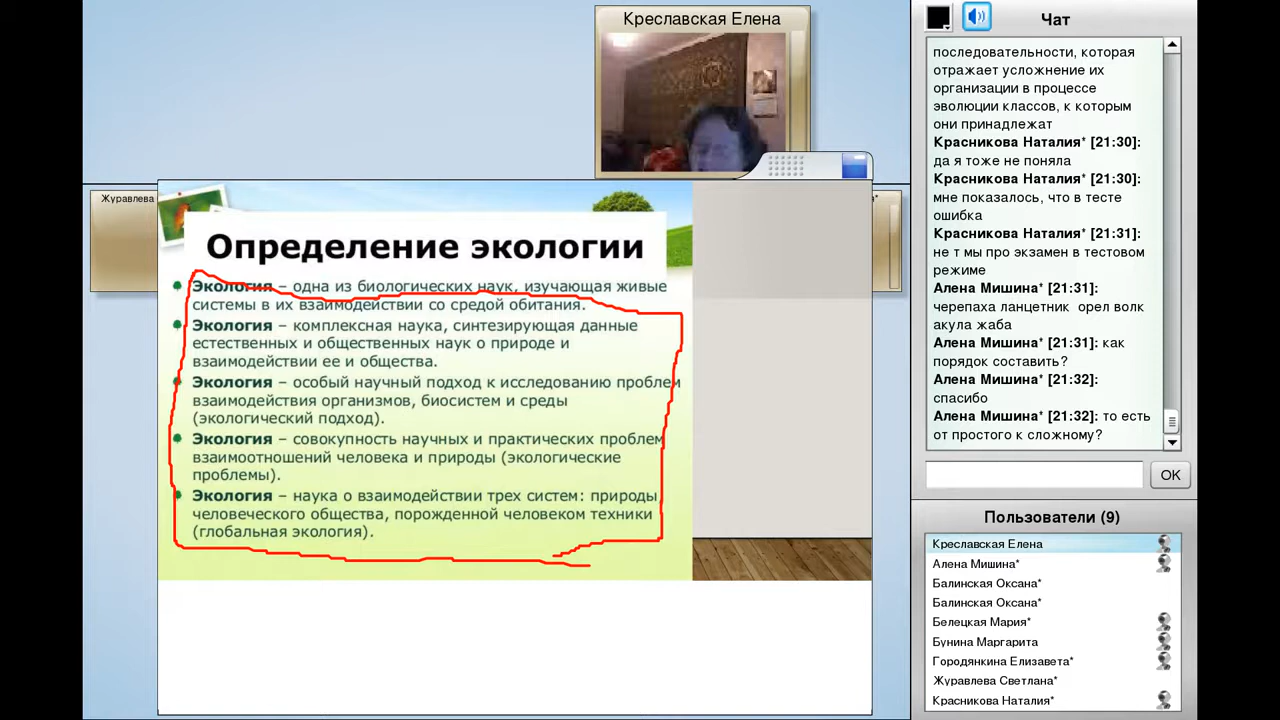 Креславская Елена
Журавлева
Определение экологии
Экология – одна из биологических наук, изучающая живые
системы в их взаимодействии со средой обитания.
Экология – комплексная наука, синтезирующая данные
естественных и общественных наук о природе и
взаимодействии ее и общества.
Экология – особый научный подход к исследованию проблем
взаимодействия организмов, биосистем и среды
(экологический подход).
Экология – совокупность научных и практических проблем
взаимоотношений человека и природы (экологические
проблемы).
Экология – наука о взаимодействии трех систем: природы,
человеческого общества, порожденной человеком техники
(глобальная экология).
Чат
последовательности, которая
отражает усложнение их
организации в процессе
эволюции классов, к которым
они принадлежат
Красникова Наталия* [21:30]:
да я тоже не поняла
Красникова Наталия* [21:30]:
мне показалось, что в тесте
ошибка
Красникова Наталия* [21:31]:
не т мы про экзамен в тестовом
режиме
Алена Мишина* [21:31]:
черепаха ланцетник орел волк
акула жаба
Алена Мишина* [21:31]: как
порядок составить?
Алена Мишина* [21:32]:
спасибо
Алена Мишина* [21:32]: то есть
от простого к сложному?
OK
Пользователи (9)
Креславская Елена
Алена Мишина*
Балинская Оксана*
Балинская Оксана*
Белецкая Мария*
Бунина Маргарита
Городянкина Елизавета*
Журавлева Светлана*
Красникова Наталия*